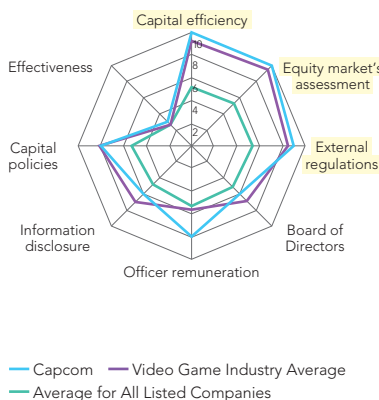 Capital efficiency
10
8
6
4
2
Effectiveness
Equity market's
assessment
Capital
policies
External
regulations
Information
disclosure
Board of
Directors
Officer remuneration
Capcom
Video Game Industry Average
Average for All Listed Companies